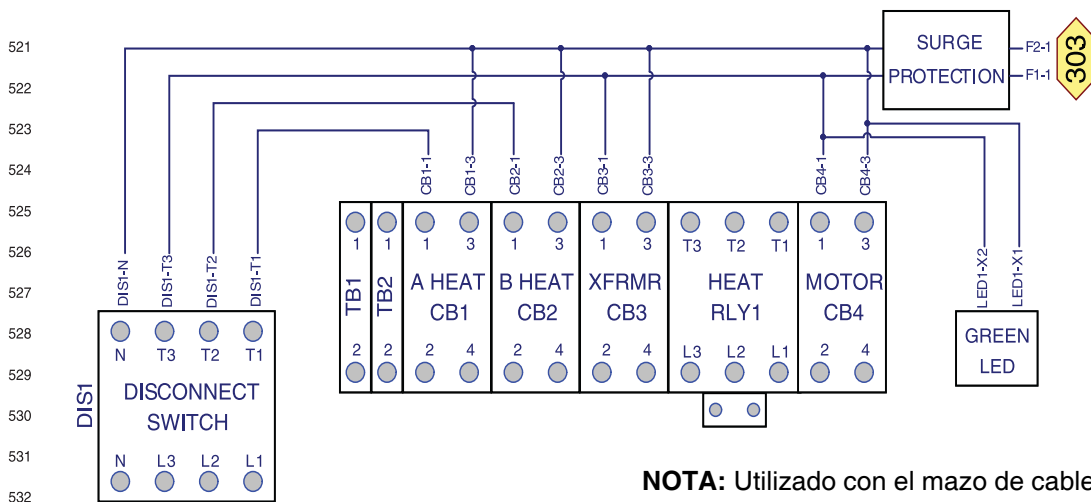 521
522
523
524
525
526
527
528
529
530
531
532
SURGE
PROTECTION
F2-1
F1-1
303
CB1-1
CB1-3
CB2-1
CB2-3
CB3-1
CB3-3
CB4-1
CB4-3
DIS1-N
DIS1-T3
DIS1-T2
DIS1-T1
LED1-X2
LED1-X1
1 1 1 3 1 3 1 3 T3 T2 T1 1 3
TB1
TB2
A HEAT
CB1
B HEAT
CB2
XFRMR
CB3
HEAT
RLY1
MOTOR
CB4
2 2 2 4 2 4 2 4 L3 L2 L1 2 4
GREEN
LED
N T3 T2 T1
DIS1
DISCONNECT
SWITCH
N L3 L2 L1
NOTA: Utilizado con el mazo de cable